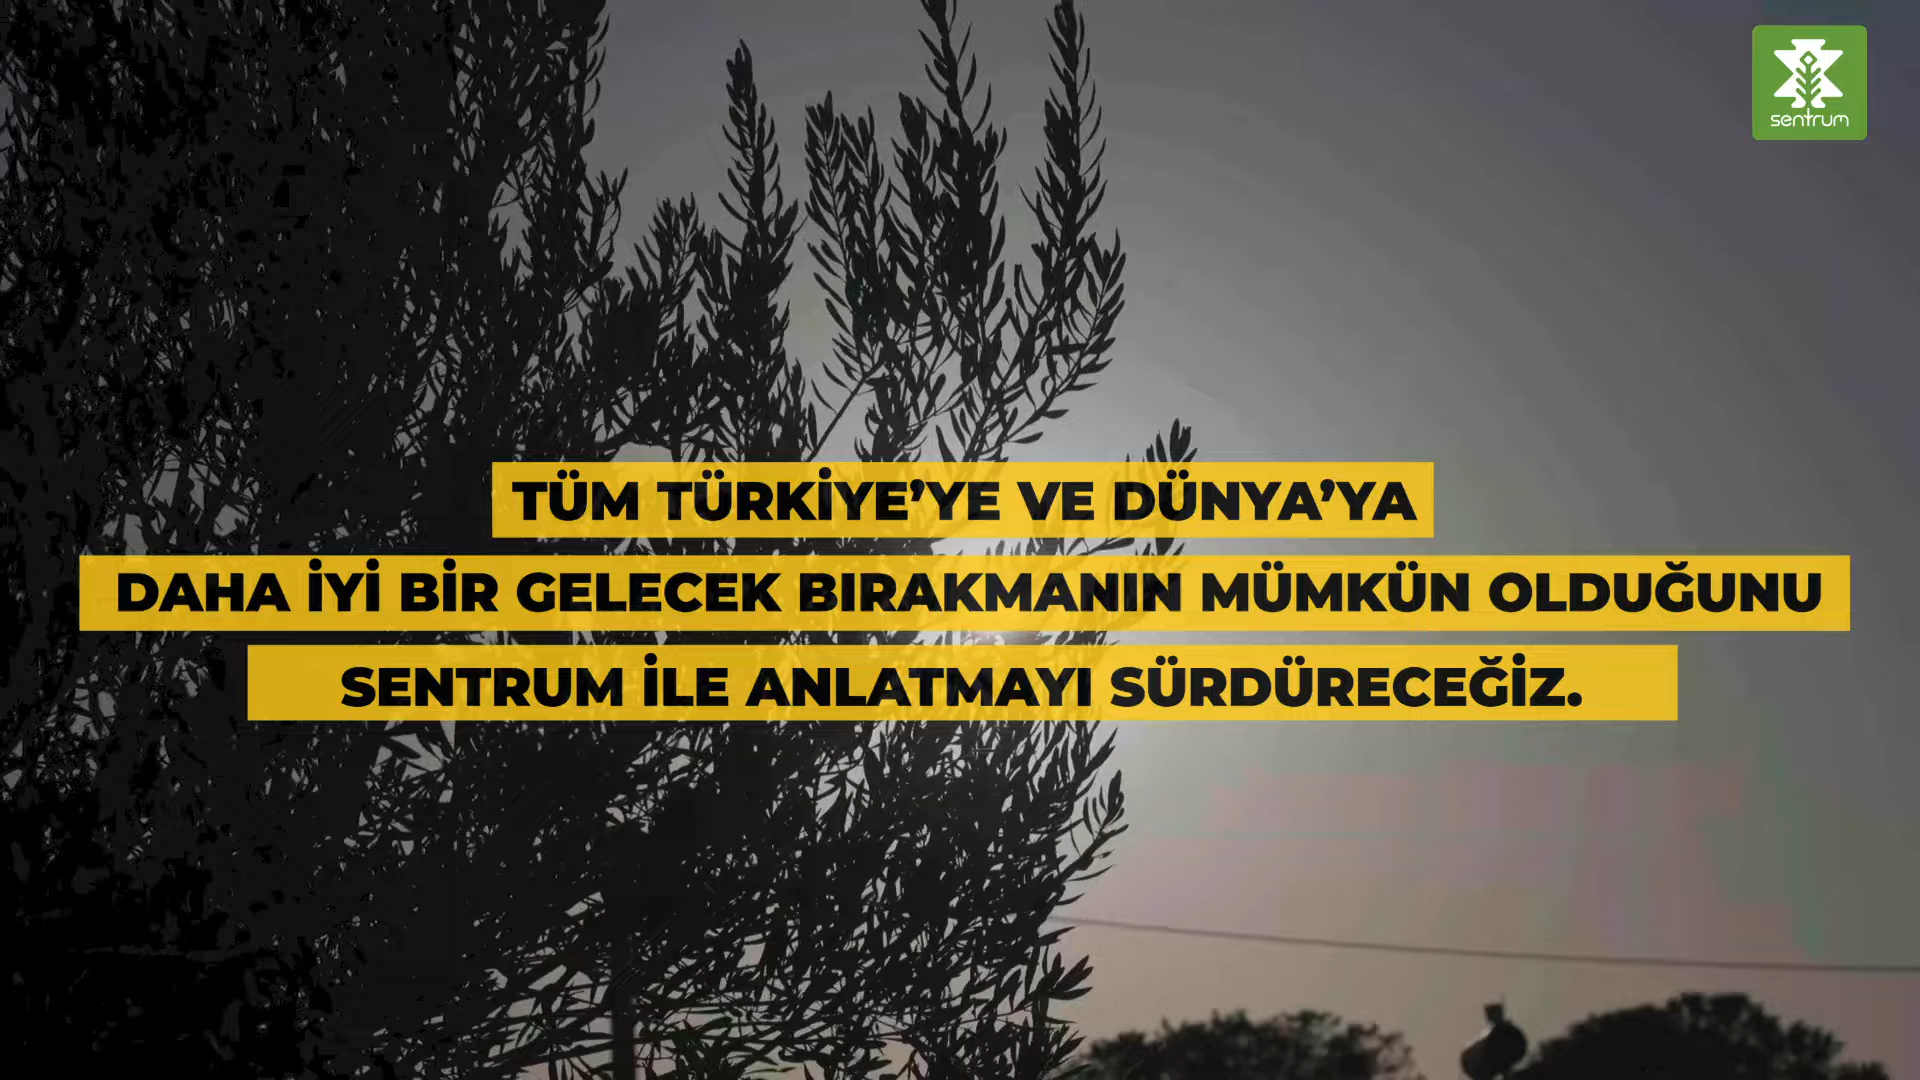 sentrum
TÜM TÜRKİYE’YE VE DÜNYA’YA
DAHA İYİ BİR GELECEK BIRAKMANIN MÜMKÜN OLDUĞUNU
SENTRUM İLE ANLATMAYI SÜRDÜRECEĞİZ.